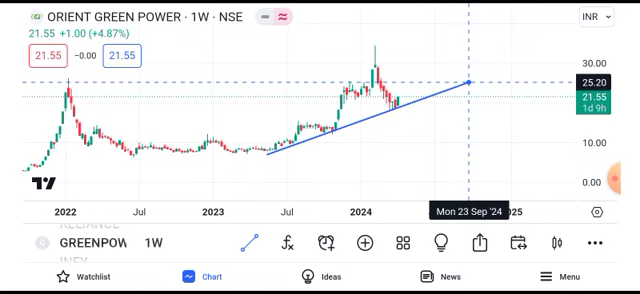 ORIENT GREEN POWER · 1W · NSE
INR
21.55 +1.00 (+4.87%)
21.55 −0.00 21.55
30.00
25.20
21.55
1d 9h
10.00
0.00
2022 Jul 2023 Jul 2024 2025
Mon 23 Sep '24
RELIANCE
GREENPOW 1W
Watchlist Chart Ideas News Menu